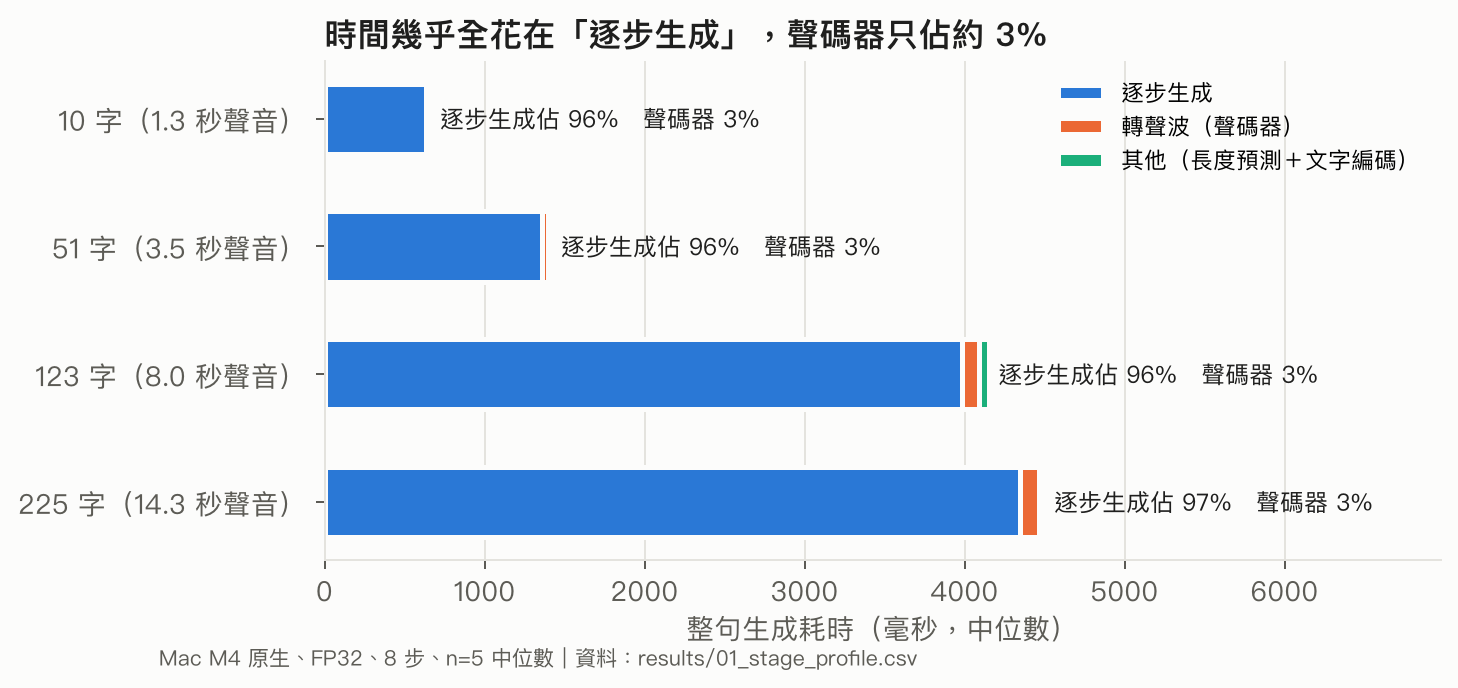 時間幾乎全花在「逐步生成」，聲碼器只佔約 3%
逐步生成
轉聲波（聲碼器）
其他（長度預測＋文字編碼）
10 字（1.3 秒聲音）
逐步生成佔 96%　聲碼器 3%
51 字（3.5 秒聲音）
逐步生成佔 96%　聲碼器 3%
123 字（8.0 秒聲音）
逐步生成佔 96%　聲碼器 3%
225 字（14.3 秒聲音）
逐步生成佔 97%　聲碼器 3%
0 1000 2000 3000 4000 5000 6000
整句生成耗時（毫秒，中位數）
Mac M4 原生、FP32、8 步、n=5 中位數｜資料：results/01_stage_profile.csv